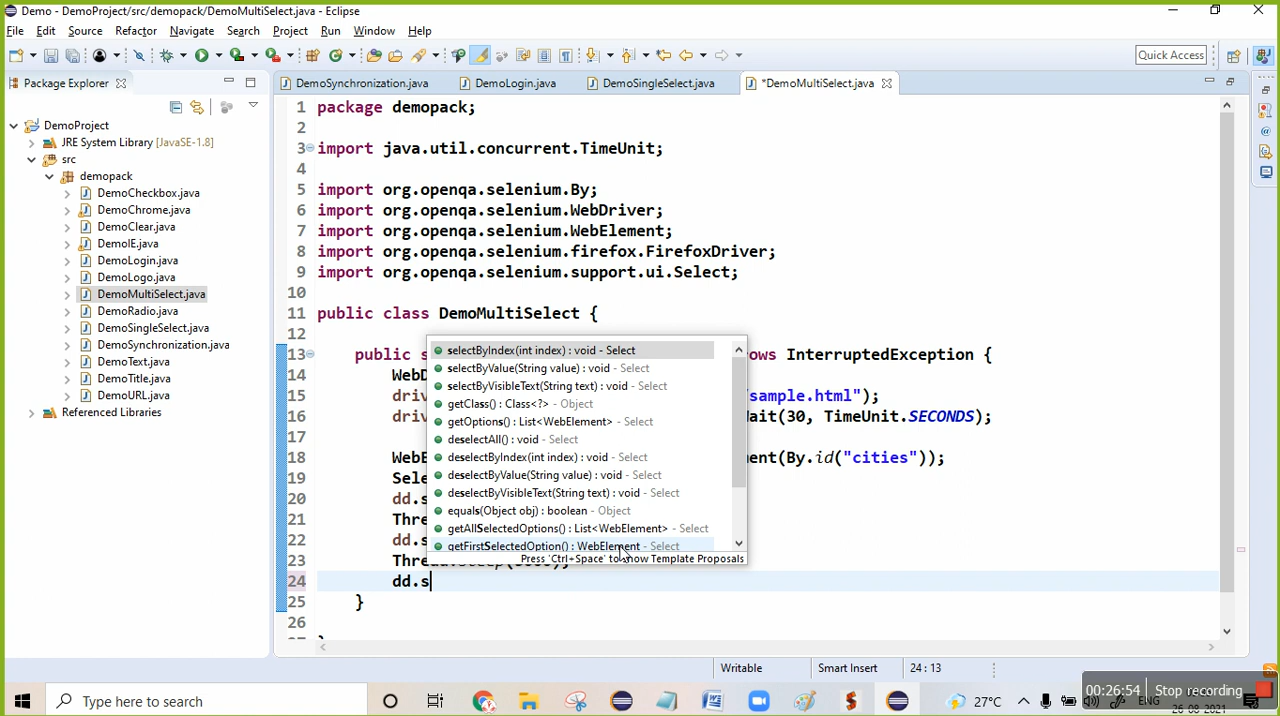 Demo - DemoProject/src/demopack/DemoMultiSelect.java - Eclipse
File Edit Source Refactor Navigate Search Project Run Window Help
Quick Access
Package Explorer
DemoSynchronization.java DemoLogin.java DemoSingleSelect.java *DemoMultiSelect.java
DemoProject
JRE System Library [JavaSE-1.8]
src
demopack
DemoCheckbox.java
DemoChrome.java
DemoClear.java
DemoIE.java
DemoLogin.java
DemoLogo.java
DemoMultiSelect.java
DemoRadio.java
DemoSingleSelect.java
DemoSynchronization.java
DemoText.java
DemoTitle.java
DemoURL.java
Referenced Libraries
1 package demopack;
2
3 import java.util.concurrent.TimeUnit;
4
5 import org.openqa.selenium.By;
6 import org.openqa.selenium.WebDriver;
7 import org.openqa.selenium.WebElement;
8 import org.openqa.selenium.firefox.FirefoxDriver;
9 import org.openqa.selenium.support.ui.Select;
10
11 public class DemoMultiSelect {
12
13 public s ows InterruptedException {
14 WebD
15 driv /sample.html");
16 driv Wait(30, TimeUnit.SECONDS);
17
18 WebE ment(By.id("cities"));
19 Sele
20 dd.s
21 Thre
22 dd.s
23 Thread.sleep(
24 dd.s
25 }
26
selectByIndex(int index) : void - Select
selectByValue(String value) : void - Select
selectByVisibleText(String text) : void - Select
getClass() : Class<?> - Object
getOptions() : List<WebElement> - Select
deselectAll() : void - Select
deselectByIndex(int index) : void - Select
deselectByValue(String value) : void - Select
deselectByVisibleText(String text) : void - Select
equals(Object obj) : boolean - Object
getAllSelectedOptions() : List<WebElement> - Select
getFirstSelectedOption() : WebElement - Select
Press 'Ctrl+Space' to show Template Proposals
Writable Smart Insert 24 : 13
00:26:54 Stop recording
Type here to search
27°C ENG
26-08-2021